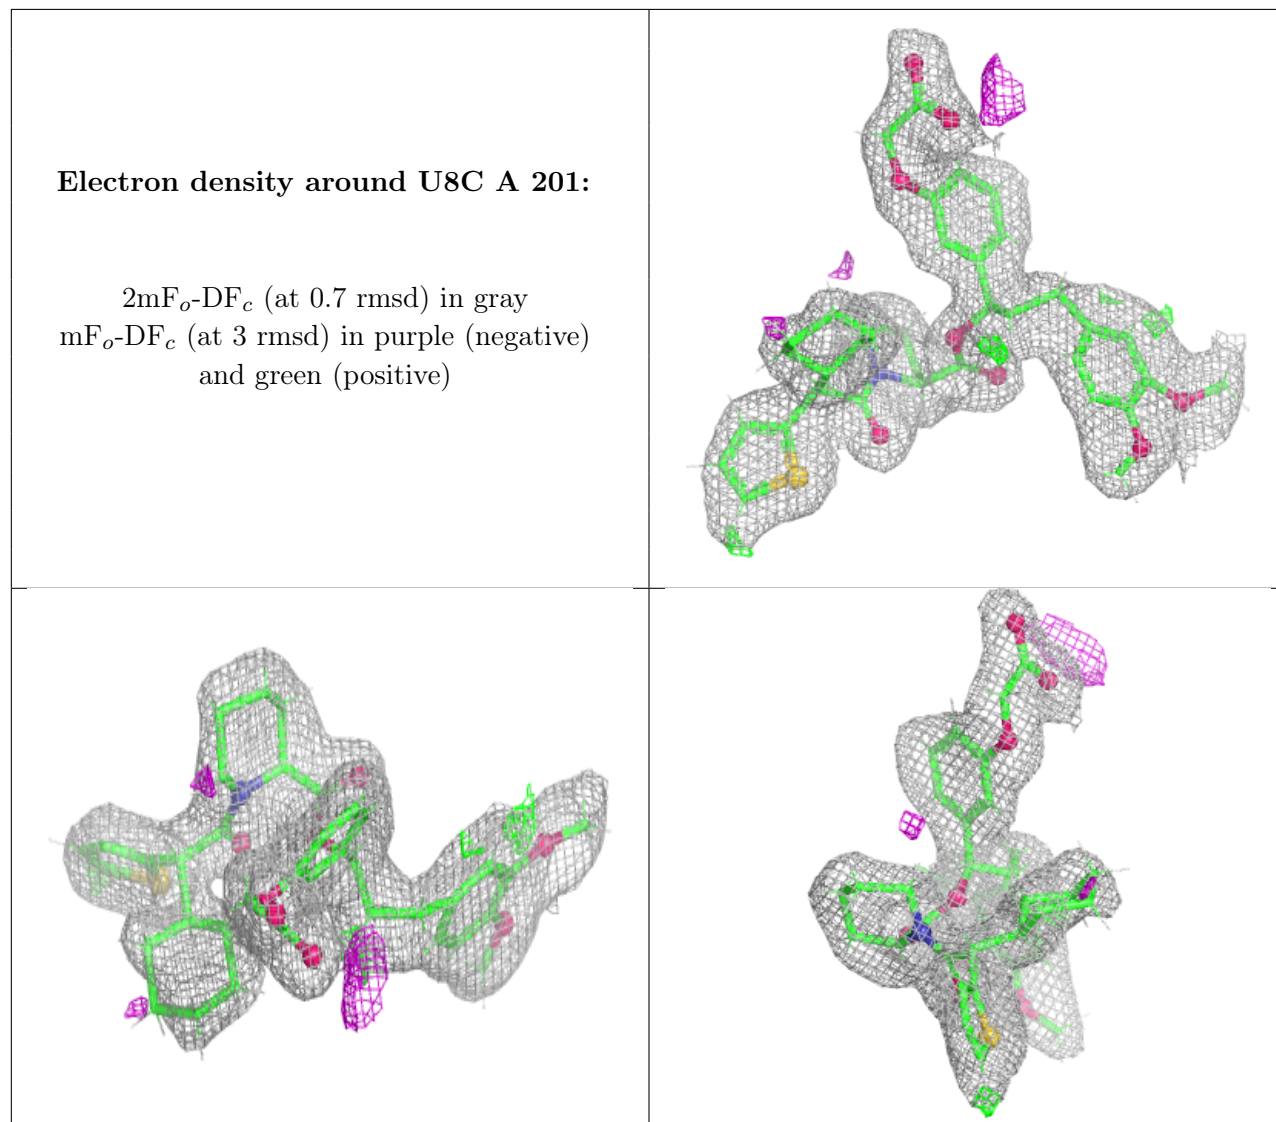 Electron density around U8C A 201:
2mFₒ-DF𝑐 (at 0.7 rmsd) in gray
mFₒ-DF𝑐 (at 3 rmsd) in purple (negative)
and green (positive)